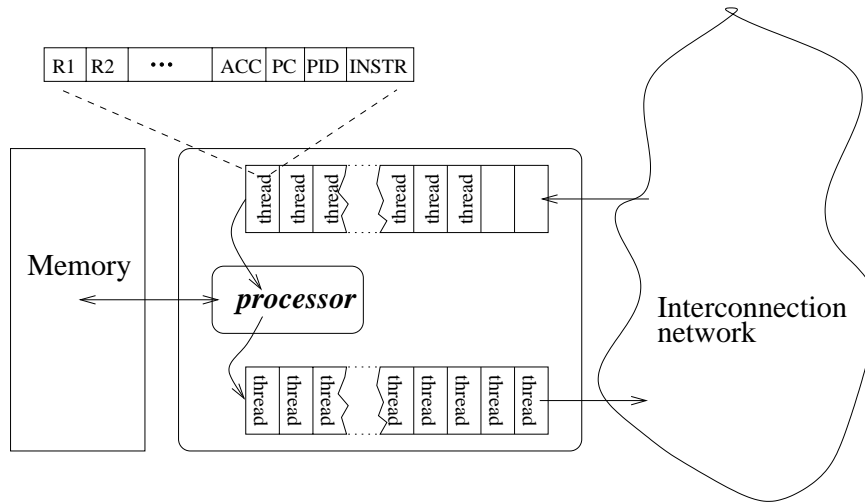 R1 R2 ... ACC PC PID INSTR
thread thread thread thread thread thread
Memory
processor
Interconnection
network
thread thread thread thread thread thread thread thread